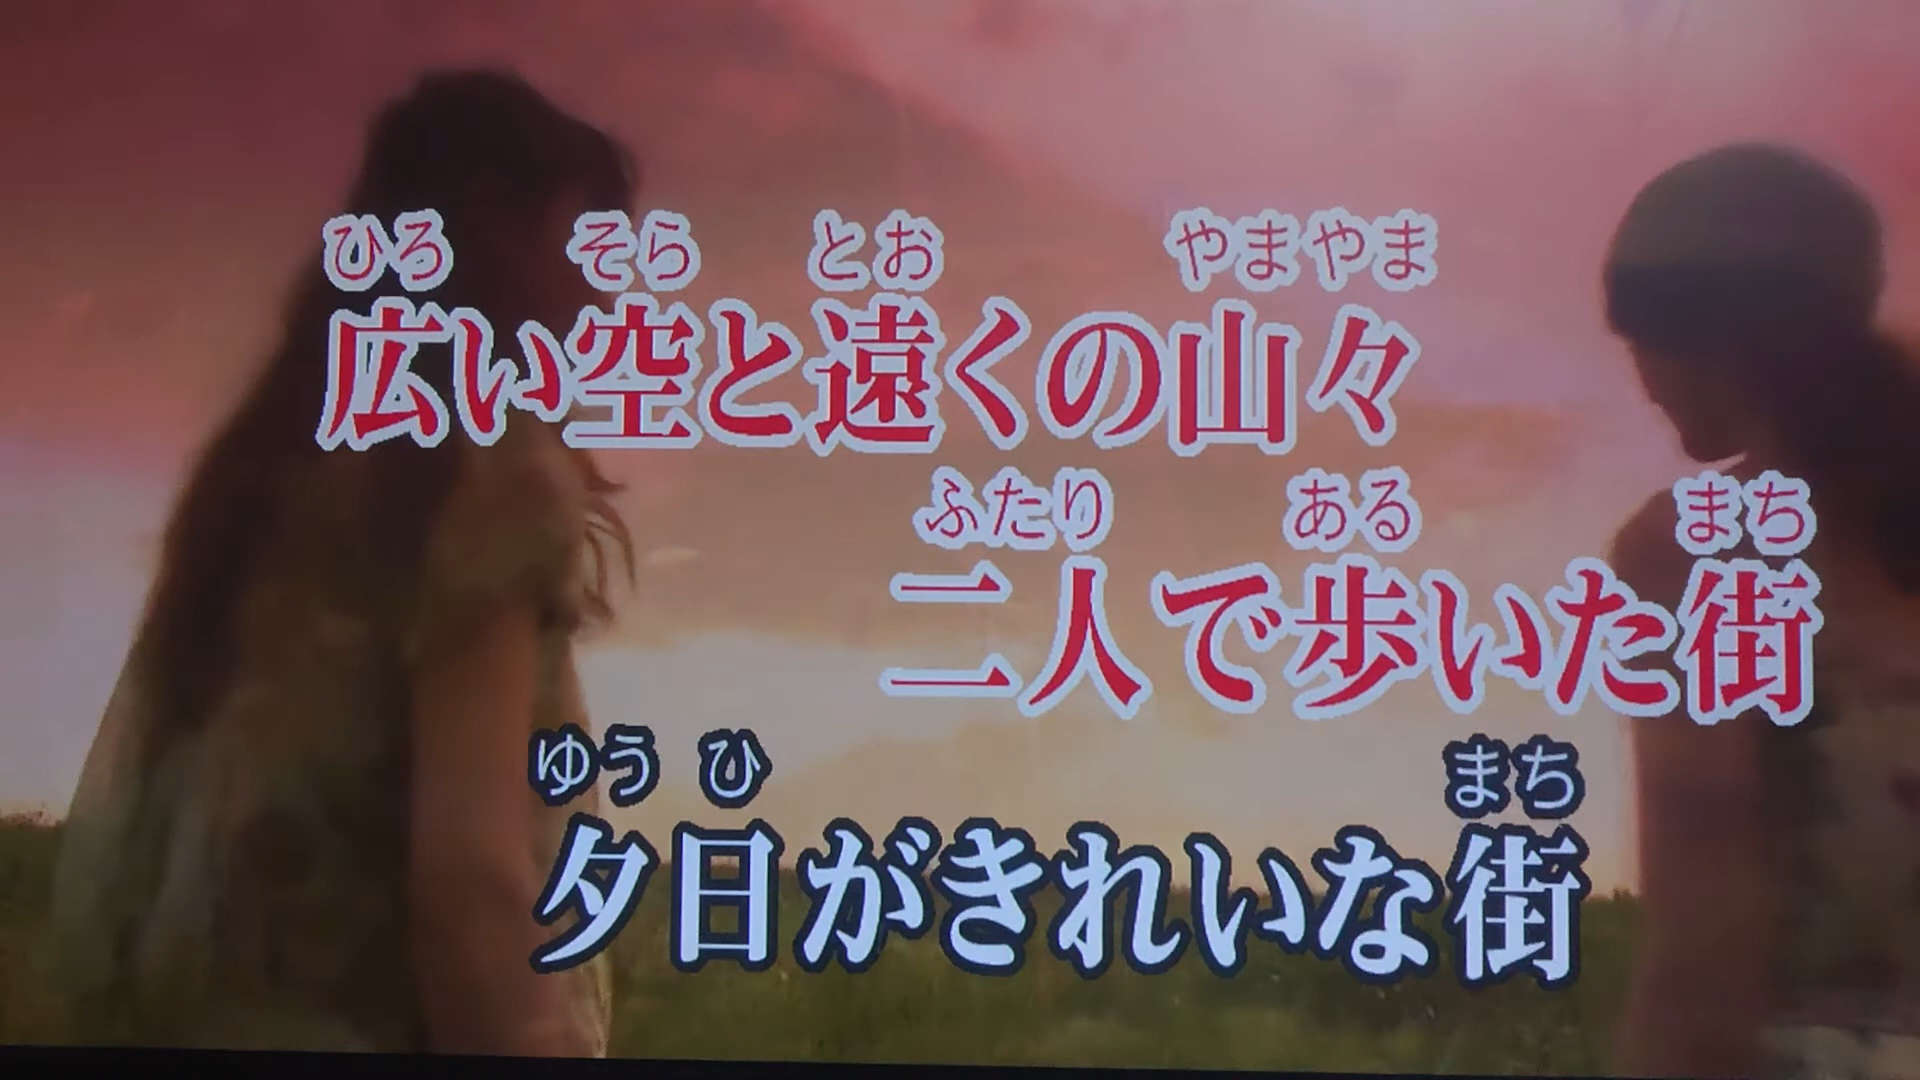 ひろ そら とお やまやま
広い空と遠くの山々
ふたり ある まち
二人で歩いた街
ゆう ひ まち
夕日がきれいな街